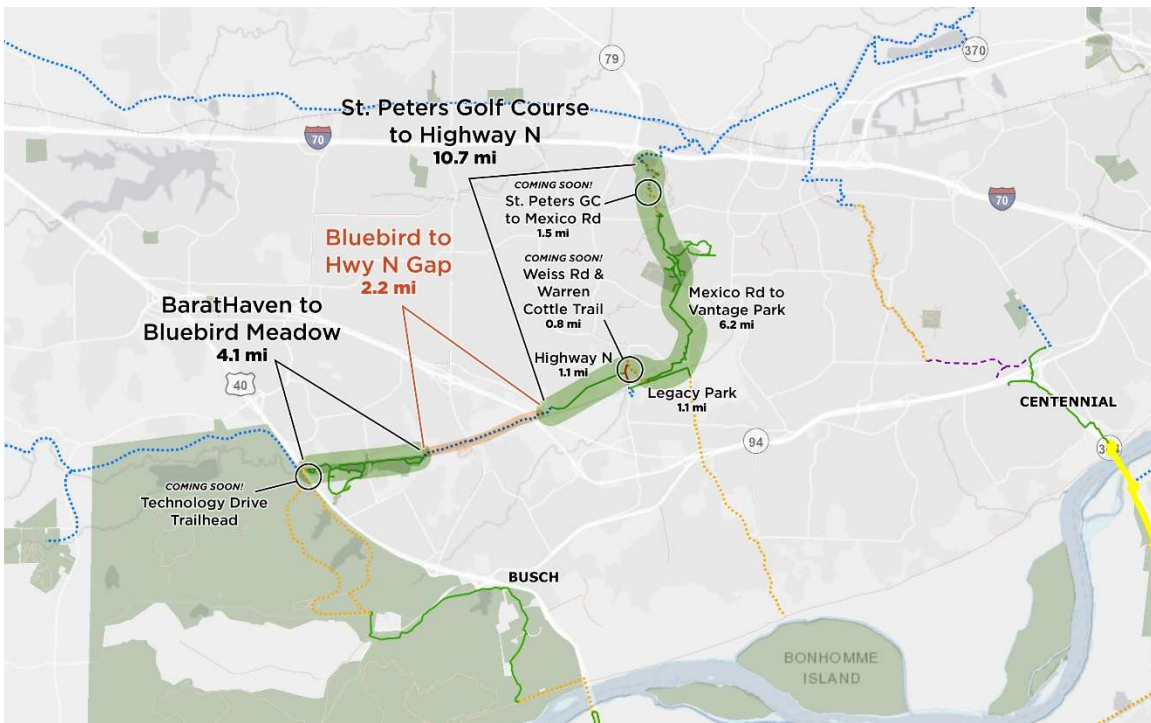 370
79
St. Peters Golf Course
to Highway N
10.7 mi
70
COMING SOON!
St. Peters GC
to Mexico Rd
1.5 mi
70
Bluebird to
Hwy N Gap
2.2 mi
COMING SOON!
Weiss Rd &
Warren
Cottle Trail
0.8 mi
Mexico Rd to
Vantage Park
6.2 mi
BaratHaven to
Bluebird Meadow
4.1 mi
Highway N
1.1 mi
40
Legacy Park
1.1 mi
CENTENNIAL
94
COMING SOON!
Technology Drive
Trailhead
BUSCH
BONHOMME
ISLAND